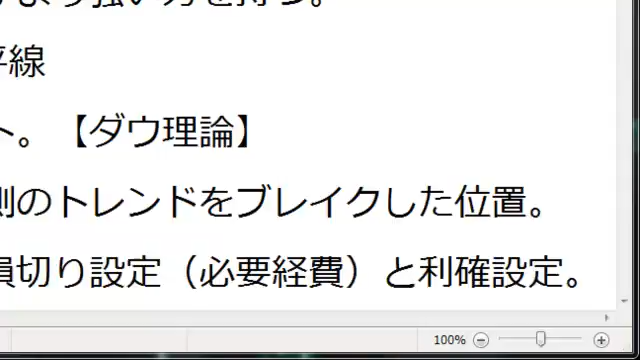 より強い力を持つ。
平線
ト。【ダウ理論】
側のトレンドをブレイクした位置。
損切り設定（必要経費）と利確設定。
100%